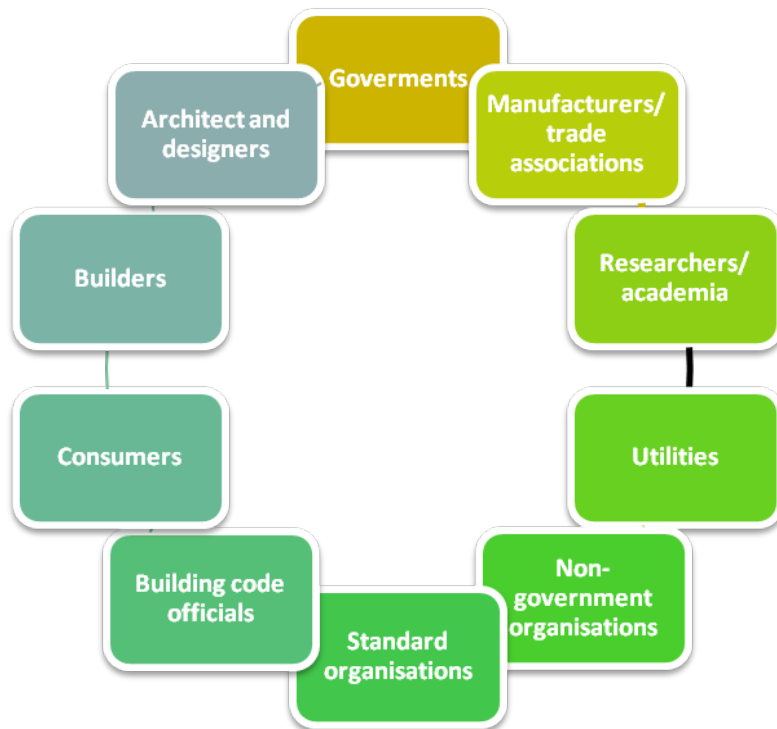 Goverments
Manufacturers/
trade
associations
Researchers/
academia
Utilities
Non-
government
organisations
Standard
organisations
Building code
officials
Consumers
Builders
Architect and
designers